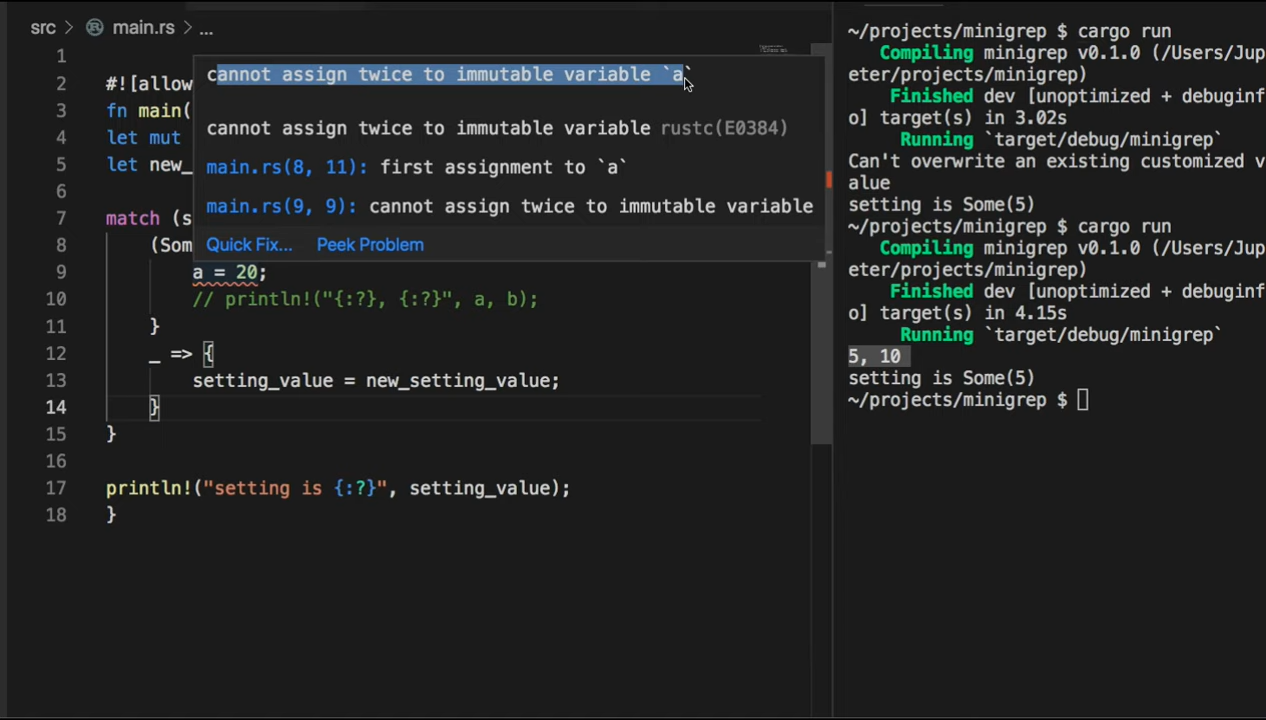 src > main.rs > ...
1
2 #![allow
3 fn main(
4 let mut
5 let new_
6
7 match (s
8 (Som
9 a = 20;
10 // println!("{:?}, {:?}", a, b);
11 }
12 _ => {
13 setting_value = new_setting_value;
14 }
15 }
16
17 println!("setting is {:?}", setting_value);
18 }
cannot assign twice to immutable variable `a`
cannot assign twice to immutable variable rustc(E0384)
main.rs(8, 11): first assignment to `a`
main.rs(9, 9): cannot assign twice to immutable variable
Quick Fix... Peek Problem
~/projects/minigrep $ cargo run
Compiling minigrep v0.1.0 (/Users/Jup
eter/projects/minigrep)
Finished dev [unoptimized + debuginf
o] target(s) in 3.02s
Running `target/debug/minigrep`
Can't overwrite an existing customized v
alue
setting is Some(5)
~/projects/minigrep $ cargo run
Compiling minigrep v0.1.0 (/Users/Jup
eter/projects/minigrep)
Finished dev [unoptimized + debuginf
o] target(s) in 4.15s
Running `target/debug/minigrep`
5, 10
setting is Some(5)
~/projects/minigrep $